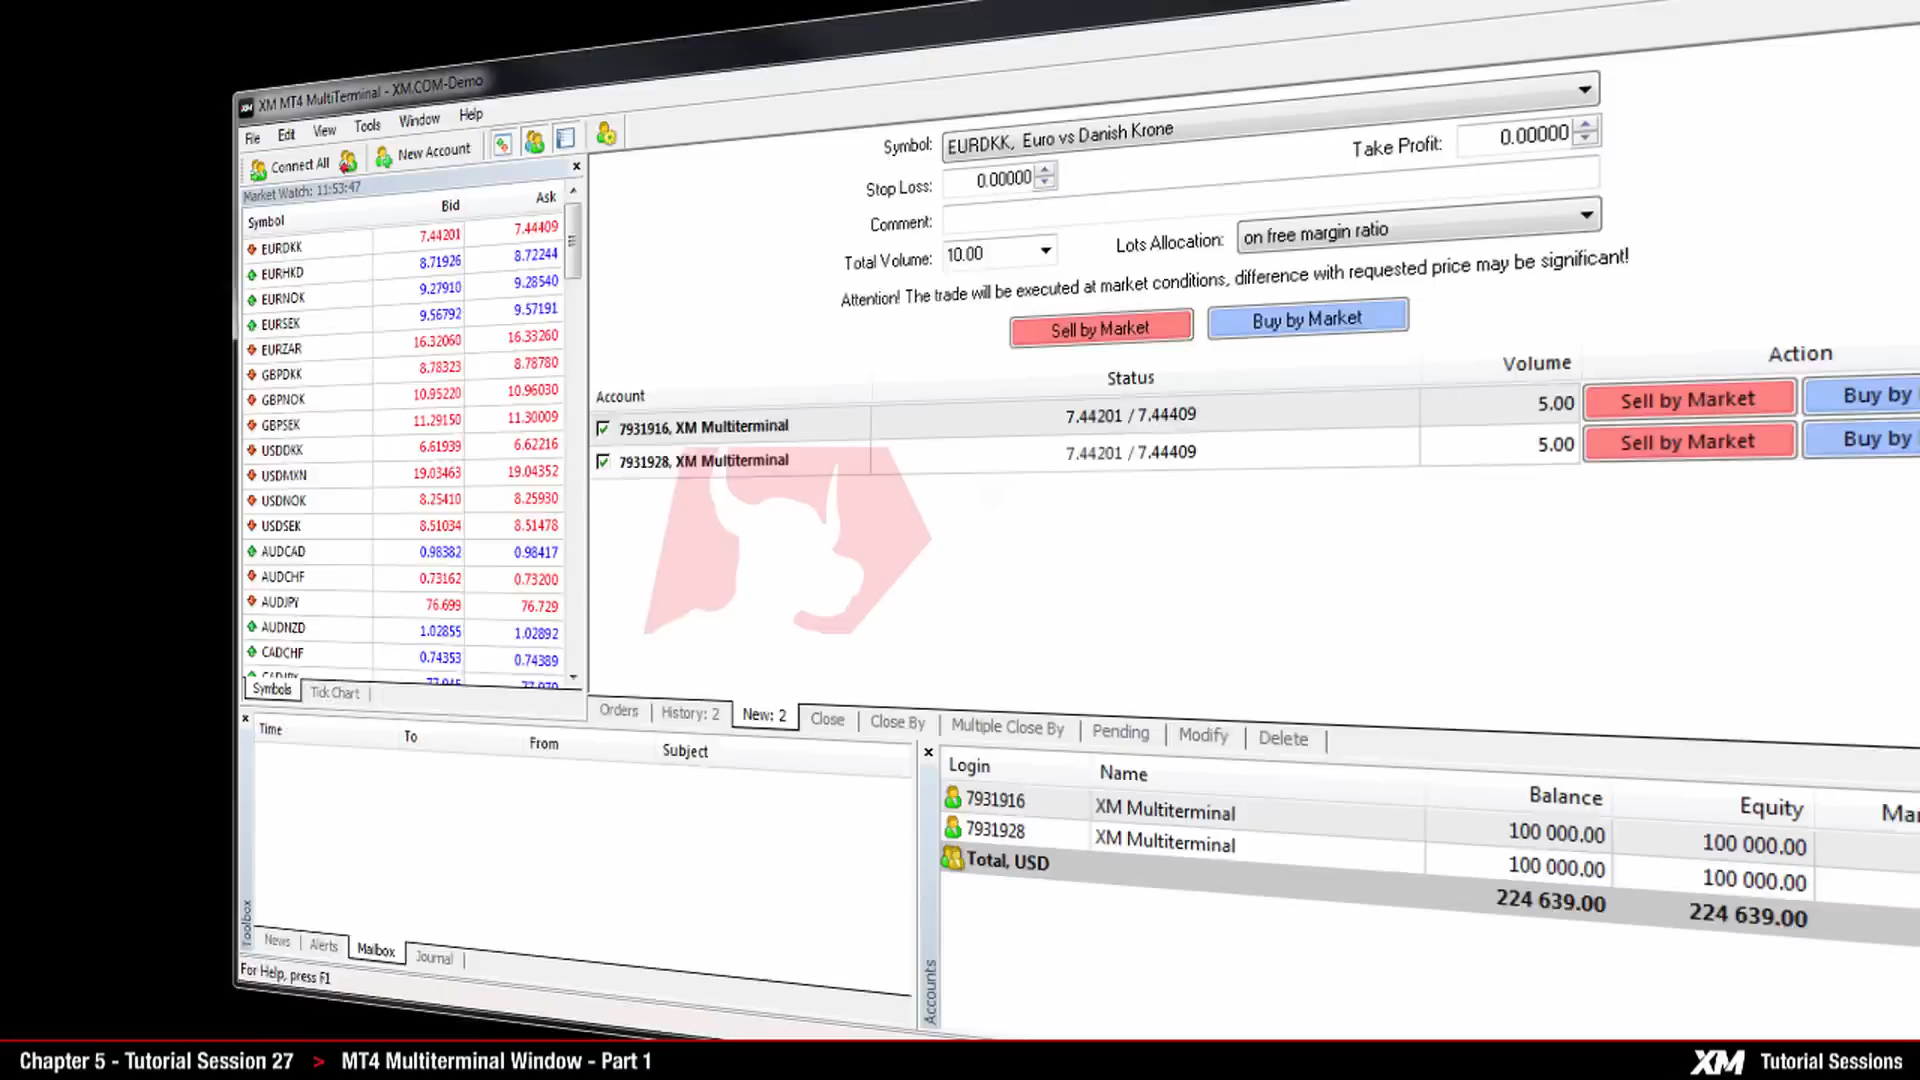 XM MT4 MultiTerminal - XM.COM-Demo
File Edit View Tools Window Help
Connect All New Account
Market Watch: 11:53:47
Symbol Bid Ask
EURDKK 7.44201 7.44409
EURHKD 8.71926 8.72244
EURNOK 9.27910 9.28540
EURSEK 9.56792 9.57191
EURZAR 16.32060 16.33260
GBPDKK 8.78323 8.78780
GBPNOK 10.95220 10.96030
GBPSEK 11.29150 11.30009
USDDKK 6.61939 6.62216
USDMXN 19.03463 19.04352
USDNOK 8.25410 8.25930
USDSEK 8.51034 8.51478
AUDCAD 0.98382 0.98417
AUDCHF 0.73162 0.73200
AUDJPY 76.699 76.729
AUDNZD 1.02855 1.02892
CADCHF 0.74353 0.74389
Symbols Tick Chart
Symbol: EURDKK, Euro vs Danish Krone
Stop Loss: 0.00000 Take Profit: 0.00000
Comment:
Total Volume: 10.00 Lots Allocation: on free margin ratio
Attention! The trade will be executed at market conditions, difference with requested price may be significant!
Sell by Market Buy by Market
Account Status Volume Action
7931916, XM Multiterminal 7.44201 / 7.44409 5.00 Sell by Market Buy by
7931928, XM Multiterminal 7.44201 / 7.44409 5.00 Sell by Market Buy by
Orders History: 2 New: 2 Close Close By Multiple Close By Pending Modify Delete
Time To From Subject
Toolbox
News Alerts Mailbox Journal
For Help, press F1
Login Name Balance Equity
7931916 XM Multiterminal 100 000.00 100 000.00
7931928 XM Multiterminal 100 000.00 100 000.00
Total, USD 224 639.00 224 639.00
Accounts
Chapter 5 - Tutorial Session 27 > MT4 Multiterminal Window - Part 1
XM Tutorial Sessions